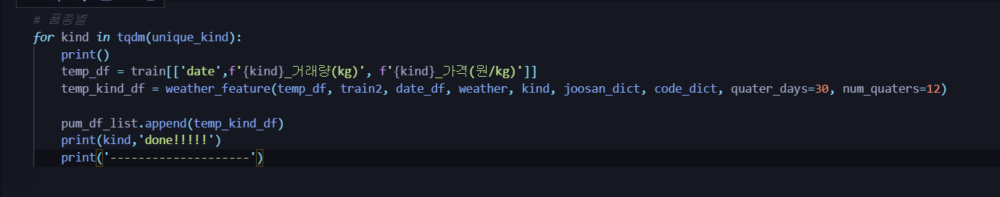 # 품종별
for kind in tqdm(unique_kind):
    print()
    temp_df = train[['date',f'{kind}_거래량(kg)', f'{kind}_가격(원/kg)']]
    temp_kind_df = weather_feature(temp_df, train2, date_df, weather, kind, joosan_dict, code_dict, quater_days=30, num_quaters=12)
    pum_df_list.append(temp_kind_df)
    print(kind,'done!!!!!')
    print('--------------------')